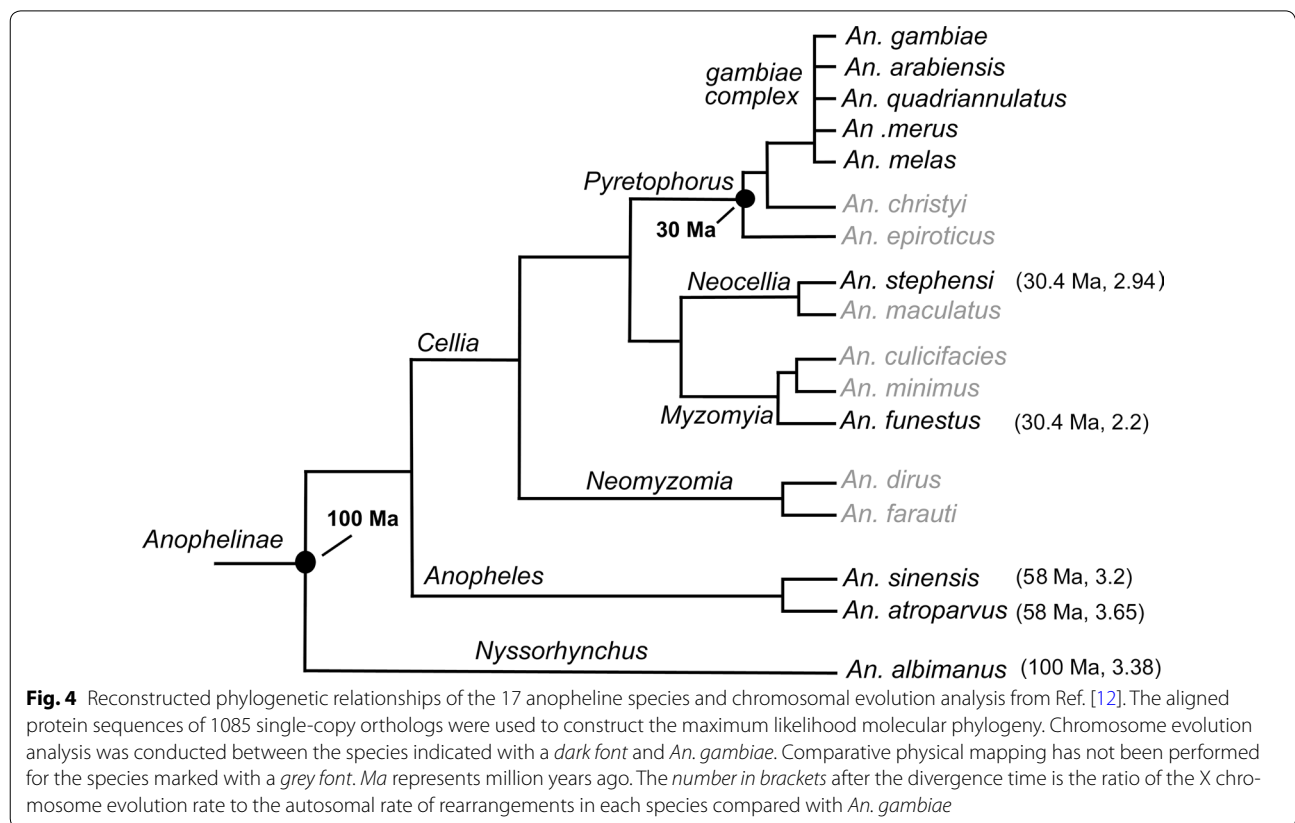 An. gambiae
gambiae
complex
An. arabiensis
An. quadriannulatus
An .merus
An. melas
Pyretophorus
An. christyi
30 Ma
An. epiroticus
Neocellia
An. stephensi (30.4 Ma, 2.94)
An. maculatus
Cellia
An. culicifacies
An. minimus
Myzomyia
An. funestus (30.4 Ma, 2.2)
Neomyzomia
An. dirus
An. farauti
100 Ma
Anophelinae
Anopheles
An. sinensis (58 Ma, 3.2)
An. atroparvus (58 Ma, 3.65)
Nyssorhynchus
An. albimanus (100 Ma, 3.38)
Fig. 4 Reconstructed phylogenetic relationships of the 17 anopheline species and chromosomal evolution analysis from Ref. [12]. The aligned
protein sequences of 1085 single-copy orthologs were used to construct the maximum likelihood molecular phylogeny. Chromosome evolution
analysis was conducted between the species indicated with a dark font and An. gambiae. Comparative physical mapping has not been performed
for the species marked with a grey font. Ma represents million years ago. The number in brackets after the divergence time is the ratio of the X chro-
mosome evolution rate to the autosomal rate of rearrangements in each species compared with An. gambiae